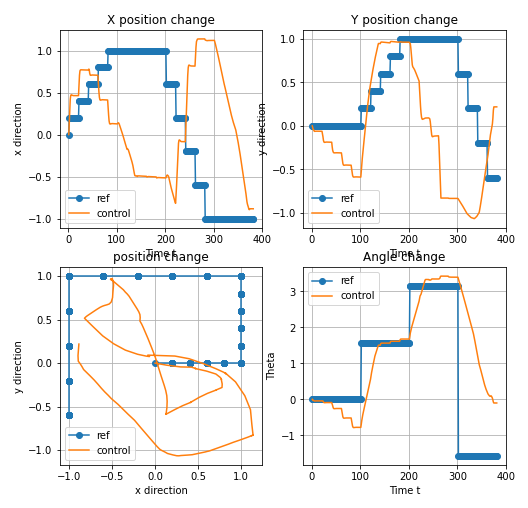 X position change
Y position change
x direction
1.0
0.5
0.0
−0.5
−1.0
ref
control
0
100
200
300
400
Time t
y direction
1.0
0.5
0.0
−0.5
−1.0
ref
control
0
100
200
300
400
Time t
position change
Angle change
y direction
1.0
0.5
0.0
−0.5
−1.0
ref
control
−1.0
−0.5
0.0
0.5
1.0
x direction
Theta
3
2
1
0
−1
ref
control
0
100
200
300
400
Time t